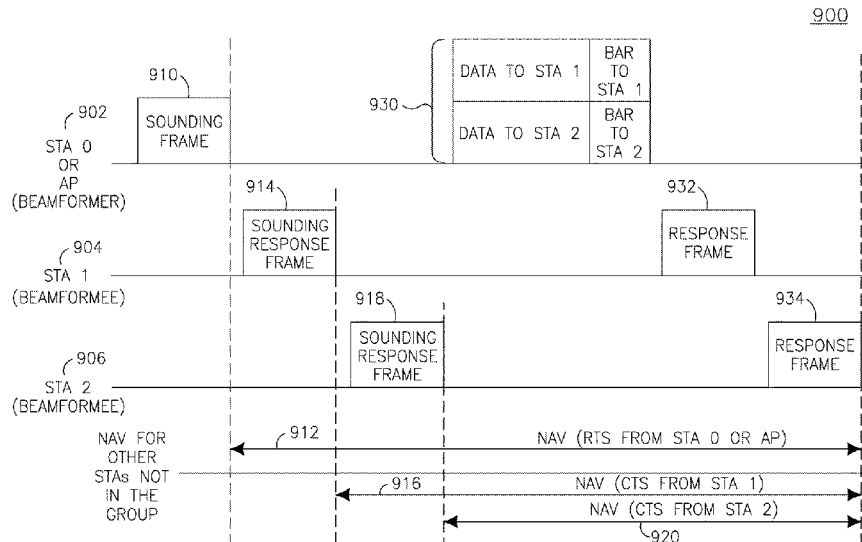 900
910
902
STA 0
OR
AP
(BEAMFORMER)
SOUNDING
FRAME
930
DATA TO STA 1
BAR
TO
STA 1
DATA TO STA 2
BAR
TO
STA 2
914
904
STA 1
(BEAMFORMEE)
SOUNDING
RESPONSE
FRAME
932
RESPONSE
FRAME
918
906
STA 2
(BEAMFORMEE)
SOUNDING
RESPONSE
FRAME
934
RESPONSE
FRAME
NAV FOR
OTHER
STAs NOT
IN THE
GROUP
912
NAV (RTS FROM STA 0 OR AP)
916
NAV (CTS FROM STA 1)
NAV (CTS FROM STA 2)
920